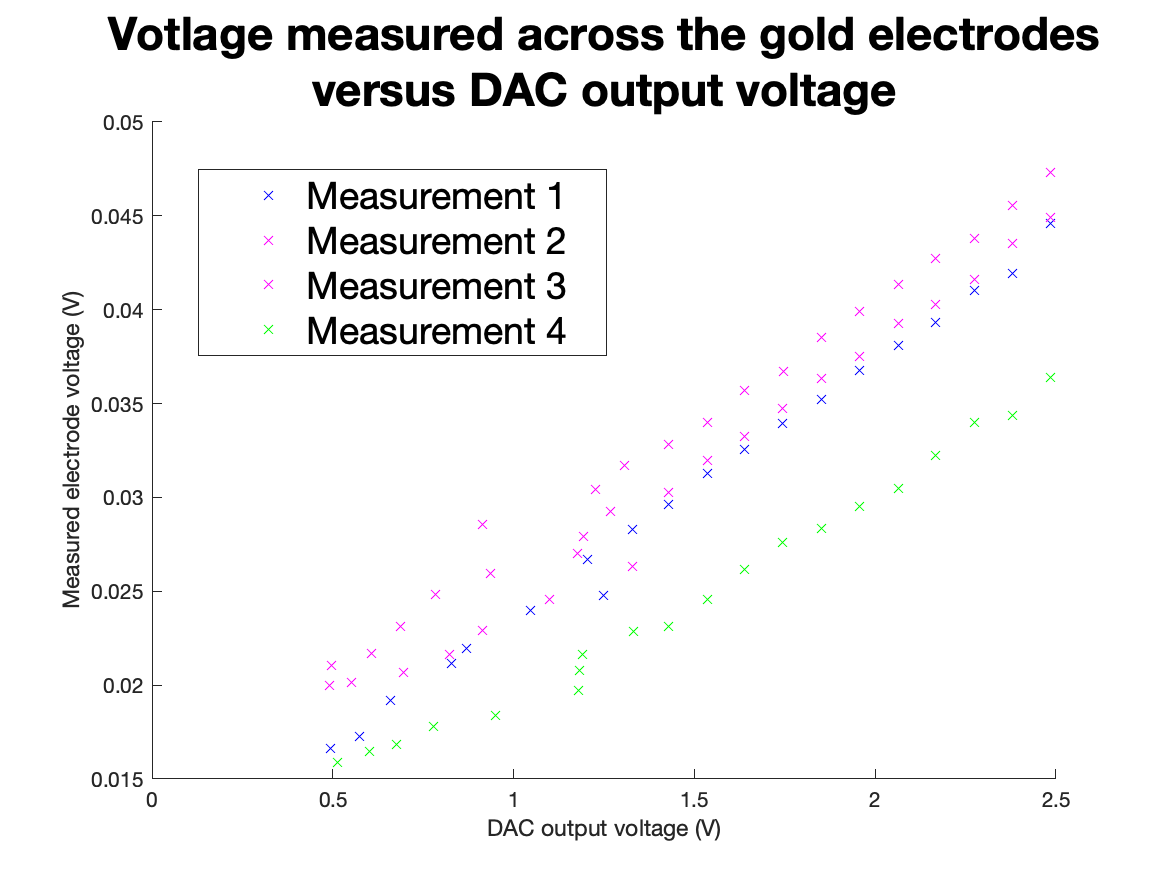 Votlage measured across the gold electrodes
versus DAC output voltage
0.05
0.045
0.04
0.035
0.03
0.025
0.02
0.015
Measured electrode voltage (V)
Measurement 1
Measurement 2
Measurement 3
Measurement 4
0 0.5 1 1.5 2 2.5
DAC output voltage (V)